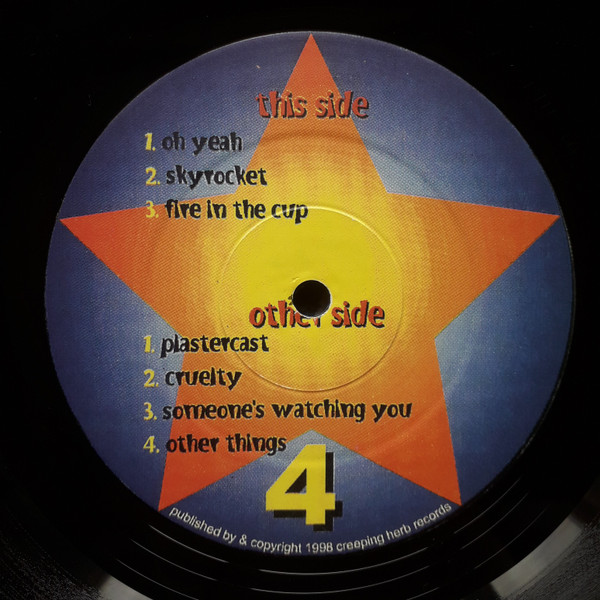 this side
1. oh yeah
2. skyrocket
3. fire in the cup
other side
1. plastercast
2. cruelty
3. someone's watching you
4. other things
4
published by & copyright 1998 creeping herb records